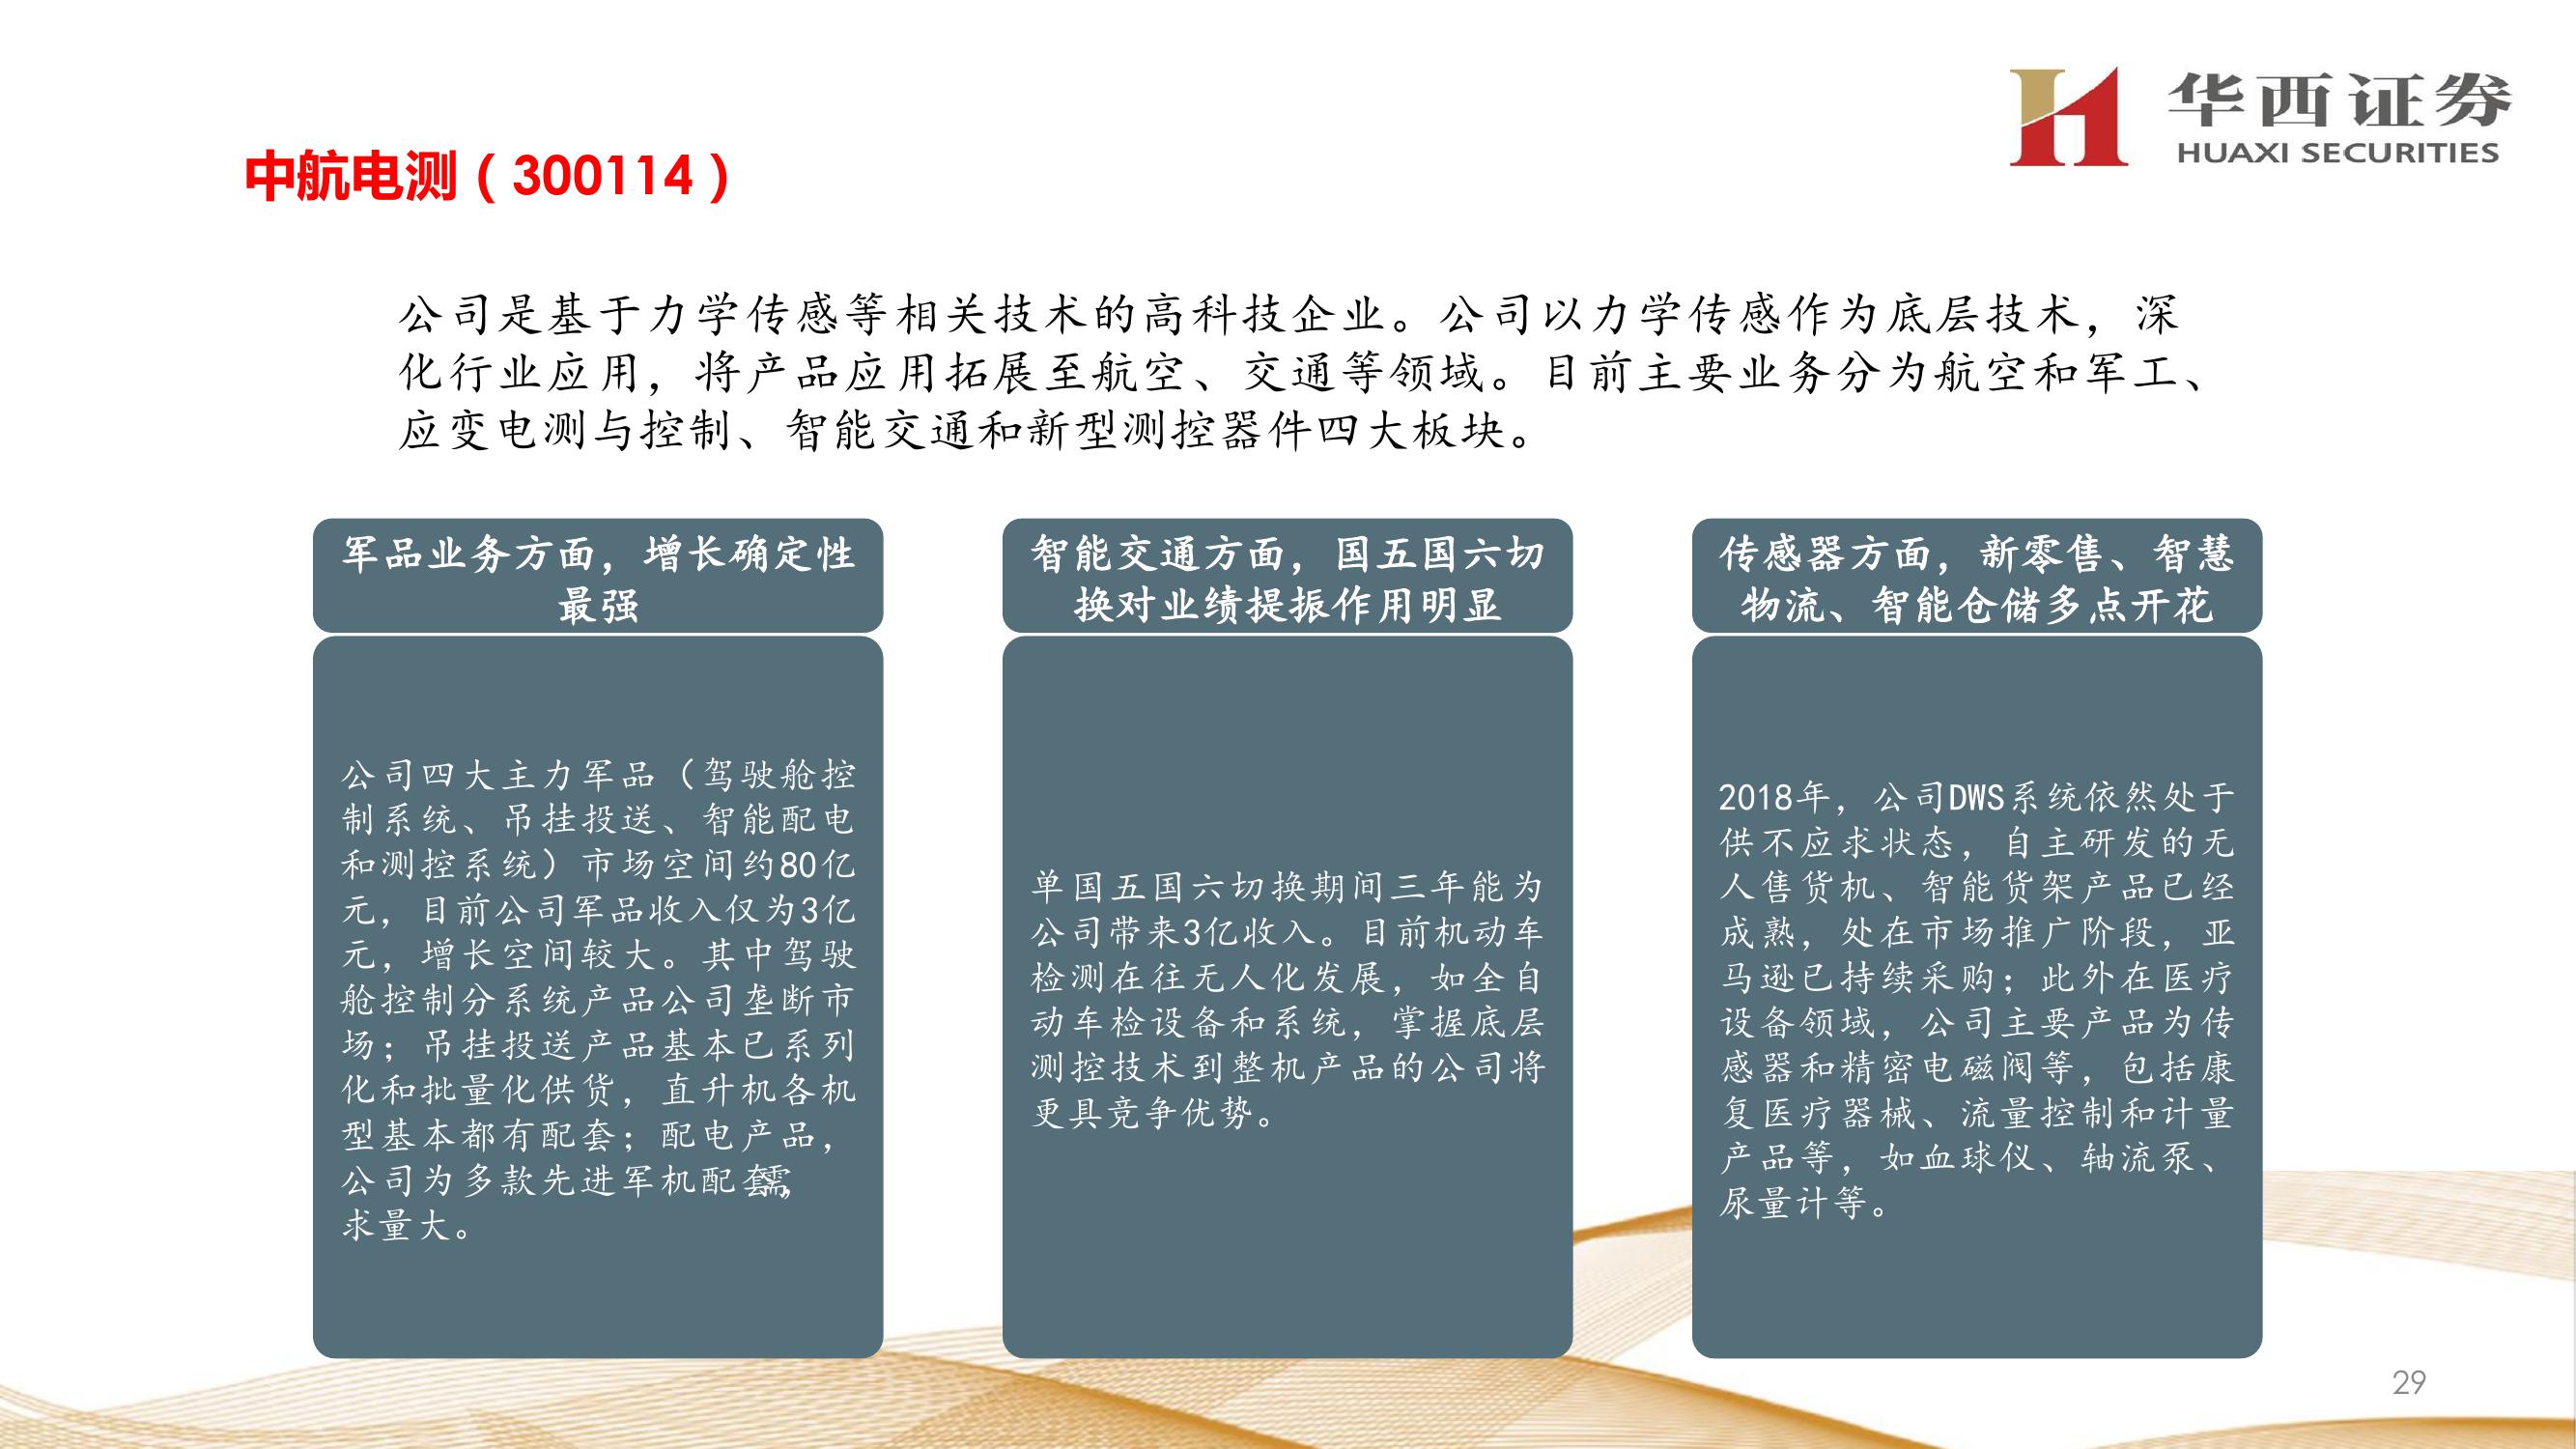 华西证券
HUAXI SECURITIES
中航电测（300114）
公司是基于力学传感等相关技术的高科技企业。公司以力学传感作为底层技术，深
化行业应用，将产品应用拓展至航空、交通等领域。目前主要业务分为航空和军工、
应变电测与控制、智能交通和新型测控器件四大板块。
军品业务方面，增长确定性
最强
公司四大主力军品（驾驶舱控
制系统、吊挂投送、智能配电
和测控系统）市场空间约80亿
元，目前公司军品收入仅为3亿
元，增长空间较大。其中驾驶
舱控制分系统产品公司垄断市
场；吊挂投送产品基本已系列
化和批量化供货，直升机各机
型基本都有配套；配电产品，
公司为多款先进军机配套，需
求量大。
智能交通方面，国五国六切
换对业绩提振作用明显
单国五国六切换期间三年能为
公司带来3亿收入。目前机动车
检测在往无人化发展，如全自
动车检设备和系统，掌握底层
测控技术到整机产品的公司将
更具竞争优势。
传感器方面，新零售、智慧
物流、智能仓储多点开花
2018年，公司DWS系统依然处于
供不应求状态，自主研发的无
人售货机、智能货架产品已经
成熟，处在市场推广阶段，亚
马逊已持续采购；此外在医疗
设备领域，公司主要产品为传
感器和精密电磁阀等，包括康
复医疗器械、流量控制和计量
产品等，如血球仪、轴流泵、
尿量计等。
29